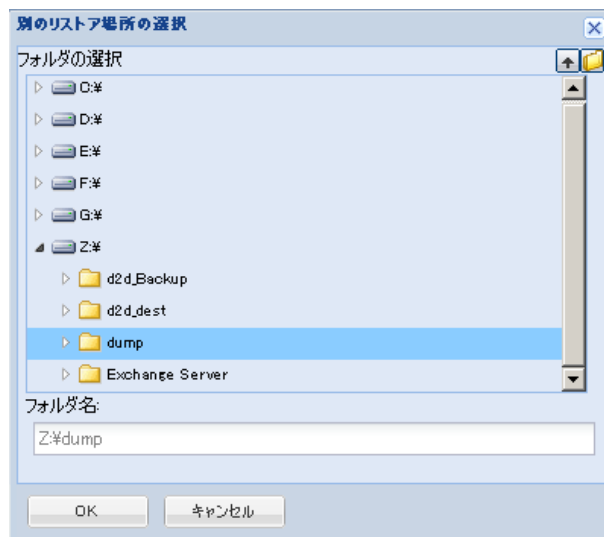 別のリストア場所の選択
フォルダの選択
C:¥
D:¥
E:¥
F:¥
G:¥
Z:¥
d2d_Backup
d2d_dest
dump
Exchange Server
フォルダ名:
Z:¥dump
OK
キャンセル